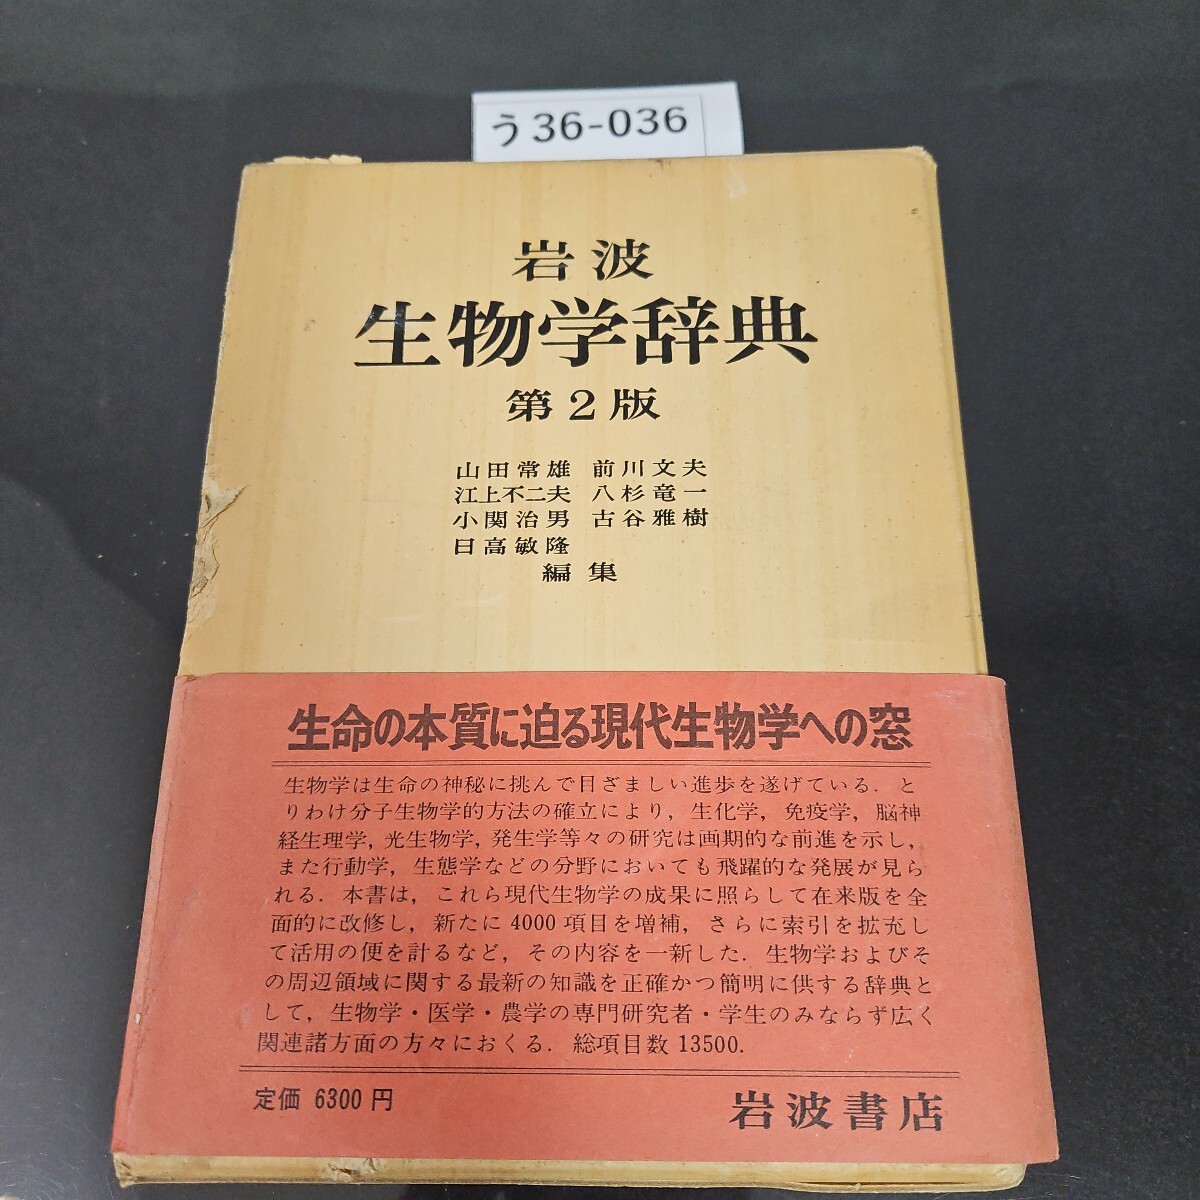 う36-036
岩波
生物学辞典
第2版
山田常雄 前川文夫
江上不二夫 八杉竜一
小関治男 古谷雅樹
日高敏隆
編集
生命の本質に迫る現代生物学への窓
生物学は生命の神秘に挑んで目ざましい進歩を遂げている．と
りわけ分子生物学的方法の確立により，生化学，免疫学，脳神
経生理学，光生物学，発生学等々の研究は画期的な前進を示し，
また行動学，生態学などの分野においても飛躍的な発展が見ら
れる．本書は，これら現代生物学の成果に照らして在来版を全
面的に改修し，新たに4000項目を増補，さらに索引を拡充し
て活用の便を計るなど，その内容を一新した．生物学およびそ
の周辺領域に関する最新の知識を正確かつ簡明に供する辞典と
して，生物学・医学・農学の専門研究者・学生のみならず広く
関連諸方面の方々におくる．総項目数13500.
定価 6300円
岩波書店